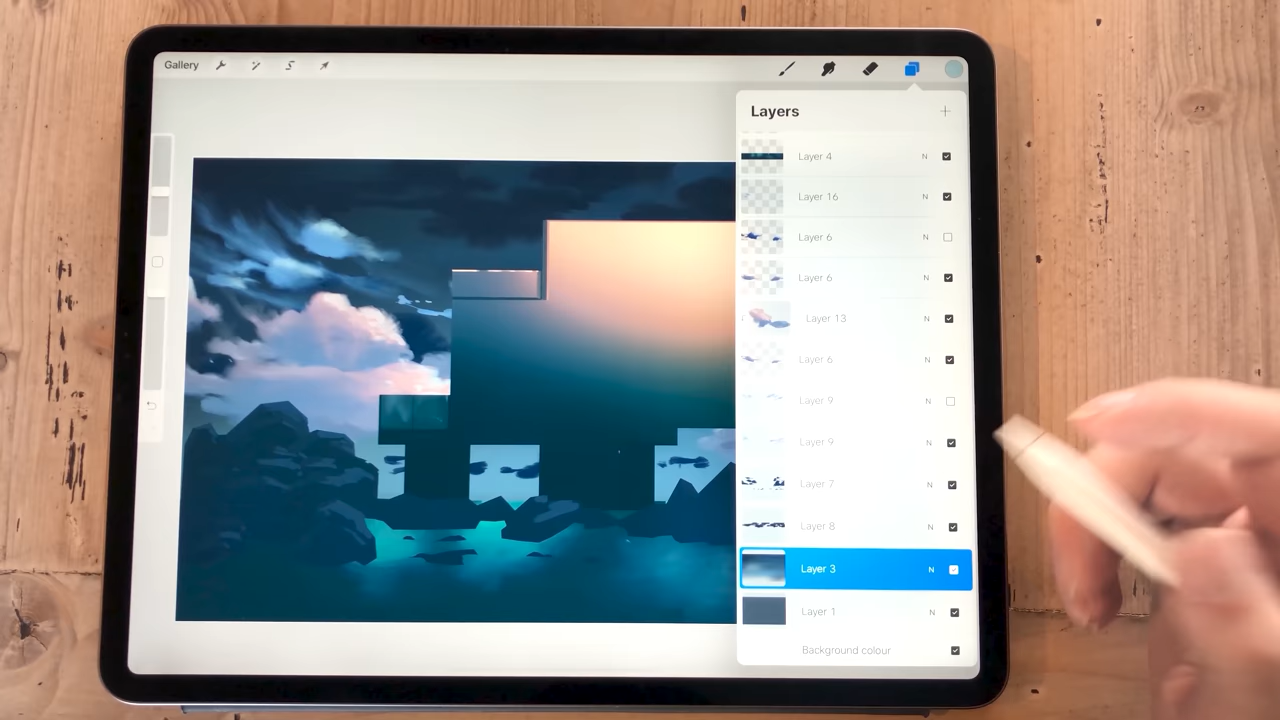 Gallery
Layers
Layer 4 N
Layer 16 N
Layer 6 N
Layer 6 N
Layer 13 N
Layer 6 N
Layer 9 N
Layer 9 N
Layer 7 N
Layer 8 N
Layer 3 N
Layer 1 N
Background colour